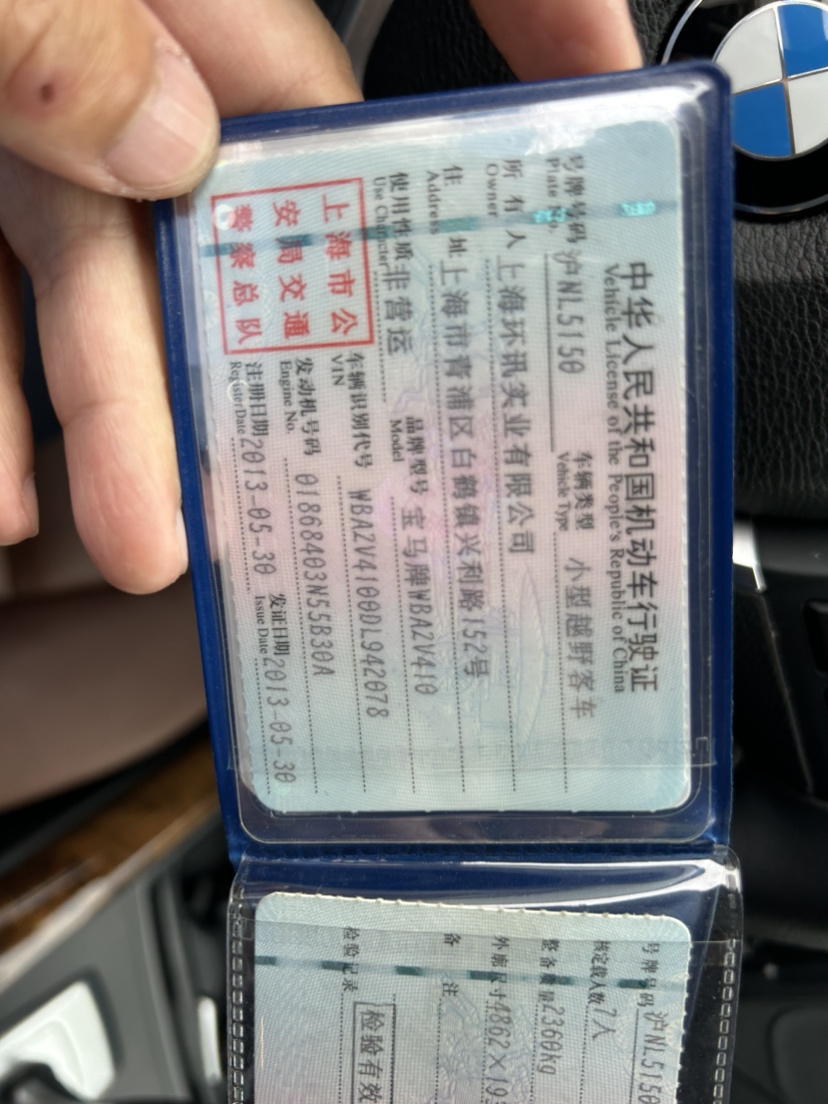 中华人民共和国机动车行驶证
Vehicle License of the People's Republic of China
号牌号码 沪NL5150 车辆类型 小型越野客车
Plate No. Vehicle Type
所有人 上海环讯实业有限公司
Owner
住址 上海市青浦区白鹤镇兴利路152号
Address
使用性质 非营运 品牌型号 宝马牌WBAZV410
Use Character Model
上海市公
安局交通
警察总队
车辆识别代号 WBAZV4100DL942078
VIN
发动机号码 01868403N55B30A
Engine No.
注册日期 2013-05-30 发证日期 2013-05-30
Register Date Issue Date
号牌号码 沪NL5150
核定载人数 7人
整备质量 2360kg
外廓尺寸 4862×19
备注
检验记录
检验有效